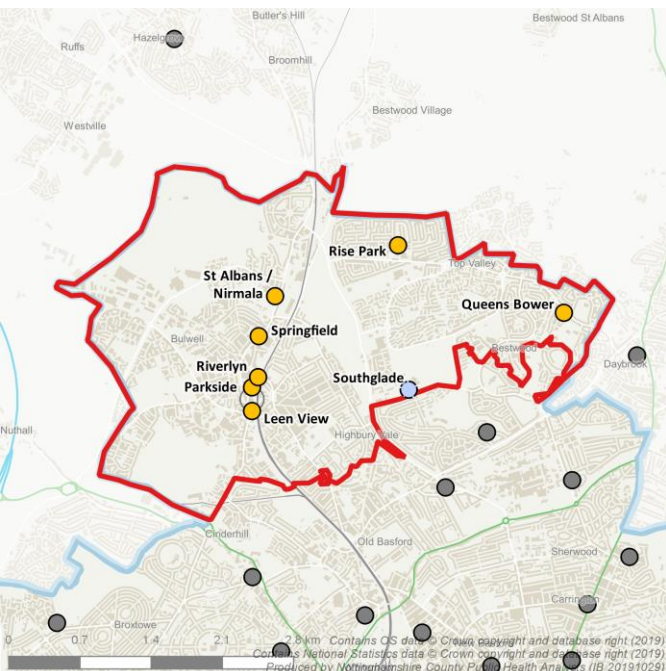 Butler's Hill
Bestwood St Albans
Hazelgrove
Ruffs
Broomhill
Bestwood Village
Westville
Rise Park
Top Valley
St Albans /
Nirmala
Queens Bower
Springfield
Bulwell
Bestwood
Daybrook
Riverlyn
Parkside
Southglade
Leen View
Nuthall
Highbury Vale
Cinderhill
Old Basford
Sherwood
Carrington
Broxtowe
0 0.7 1.4 2.1 2.8 km
Contains OS data © Crown copyright and database right (2019)
Contains National Statistics data © Crown copyright and database right (2019)
Produced by Nottinghamshire County Public Health Analysts (IB 20191029)